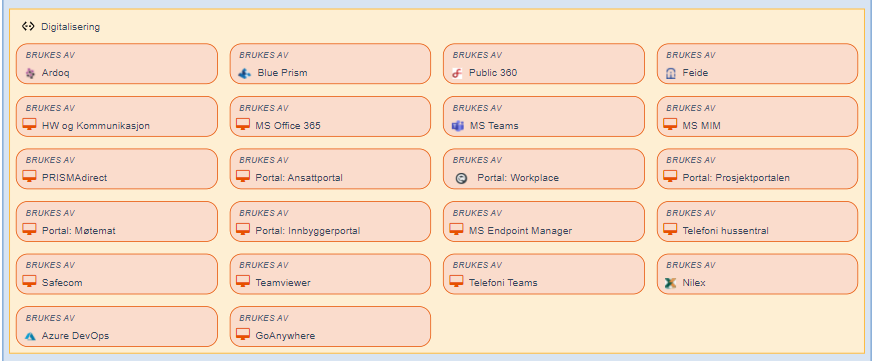 Digitalisering
BRUKES AV
Ardoq
BRUKES AV
Blue Prism
BRUKES AV
Public 360
BRUKES AV
Feide
BRUKES AV
HW og Kommunikasjon
BRUKES AV
MS Office 365
BRUKES AV
MS Teams
BRUKES AV
MS MIM
BRUKES AV
PRISMAdirect
BRUKES AV
Portal: Ansattportal
BRUKES AV
Portal: Workplace
BRUKES AV
Portal: Prosjektportalen
BRUKES AV
Portal: Møtemat
BRUKES AV
Portal: Innbyggerportal
BRUKES AV
MS Endpoint Manager
BRUKES AV
Telefoni hussentral
BRUKES AV
Safecom
BRUKES AV
Teamviewer
BRUKES AV
Telefoni Teams
BRUKES AV
Nilex
BRUKES AV
Azure DevOps
BRUKES AV
GoAnywhere